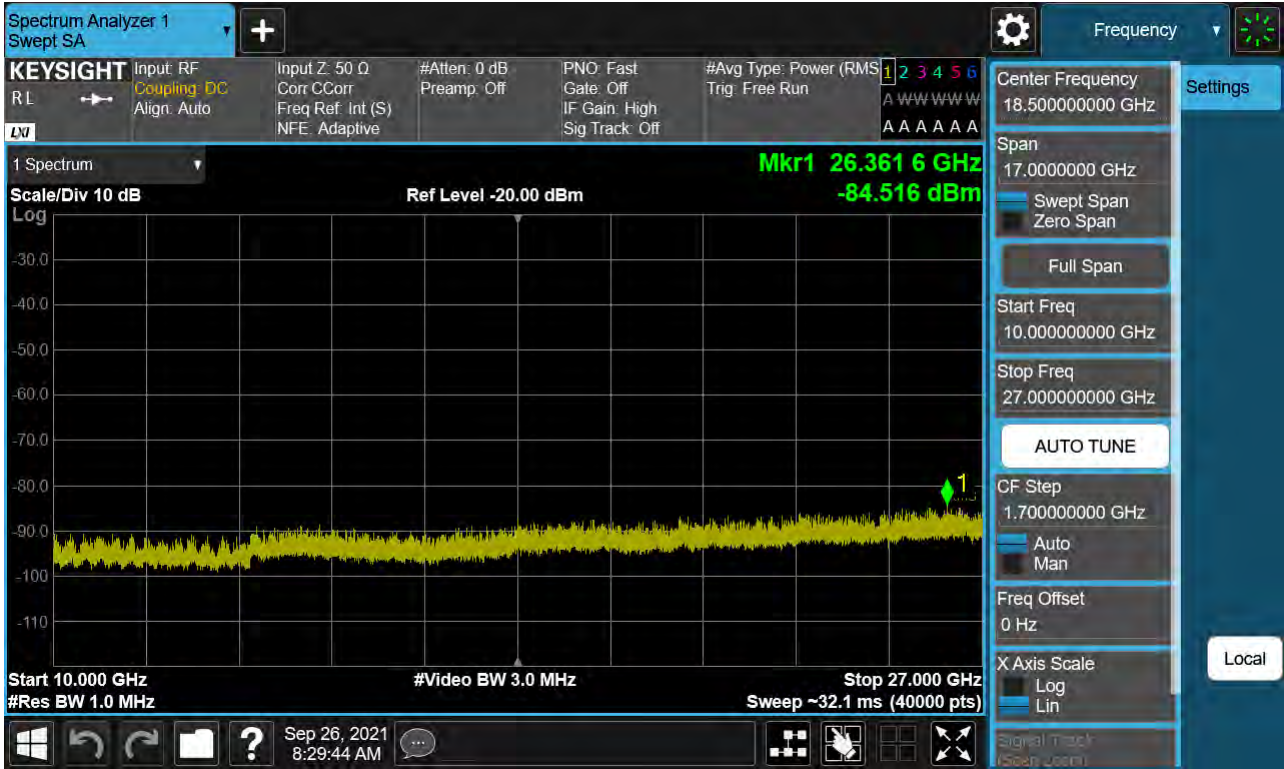 Spectrum Analyzer 1
Swept SA
Frequency
KEYSIGHT
R L
LXI
Input: RF
Coupling: DC
Align: Auto
Input Z: 50 Ω
Corr CCorr
Freq Ref: Int (S)
NFE: Adaptive
#Atten: 0 dB
Preamp: Off
PNO: Fast
Gate: Off
IF Gain: High
Sig Track: Off
#Avg Type: Power (RMS
Trig: Free Run
1 2 3 4 5 6
A W W W W W
A A A A A A
1 Spectrum
Scale/Div 10 dB
Ref Level -20.00 dBm
Mkr1 26.361 6 GHz
-84.516 dBm
Log
-30.0
-40.0
-50.0
-60.0
-70.0
-80.0
-90.0
-100
-110
1
Start 10.000 GHz
#Video BW 3.0 MHz
Stop 27.000 GHz
#Res BW 1.0 MHz
Sweep ~32.1 ms (40000 pts)
Center Frequency
18.500000000 GHz
Settings
Span
17.0000000 GHz
Swept Span
Zero Span
Full Span
Start Freq
10.000000000 GHz
Stop Freq
27.000000000 GHz
AUTO TUNE
CF Step
1.700000000 GHz
Auto
Man
Freq Offset
0 Hz
X Axis Scale
Log
Lin
Signal Track
(Span Zoom)
Local
?
Sep 26, 2021
8:29:44 AM